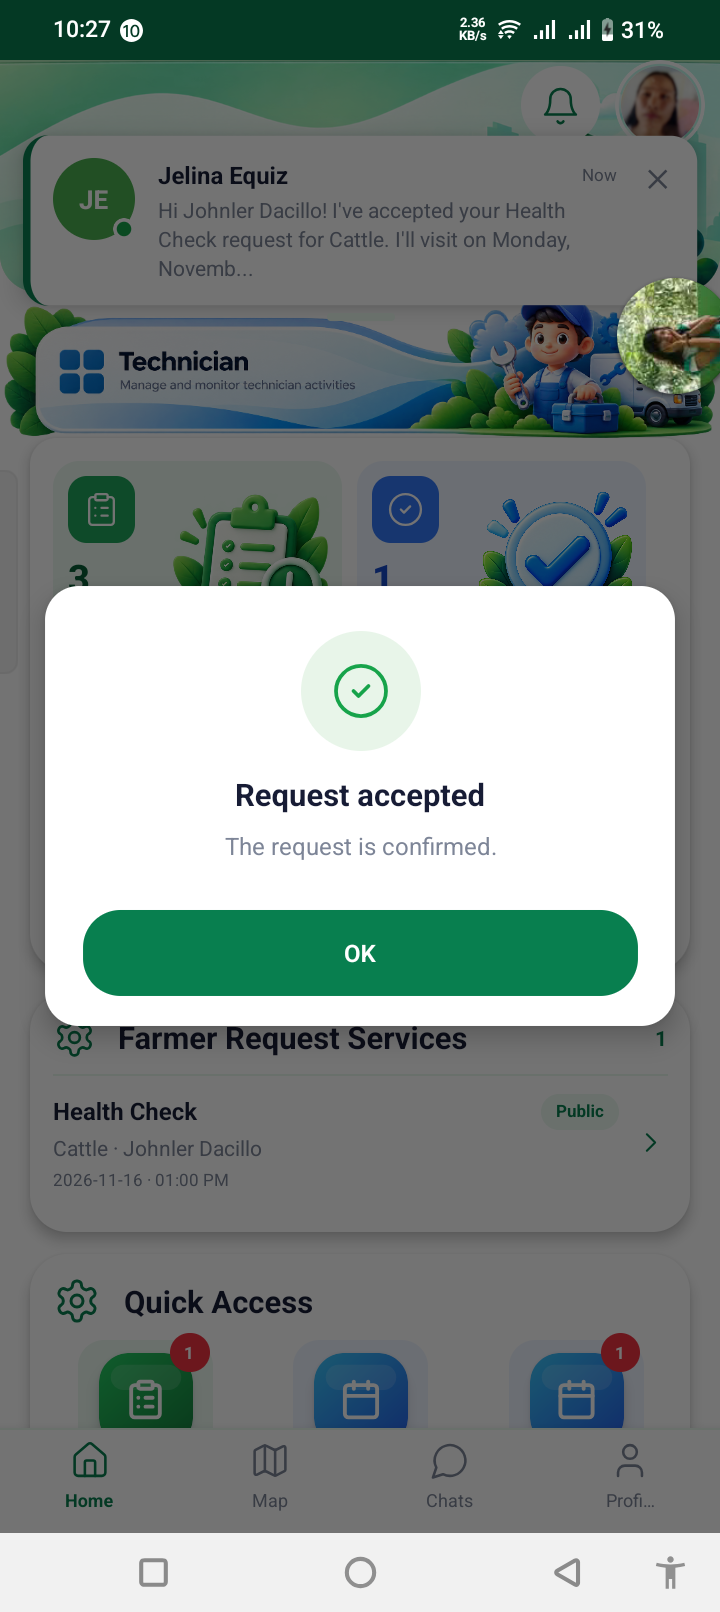 10:27 10 2.36 KB/s 31%
JE
Jelina Equiz
Now
Hi Johnler Dacillo! I've accepted your Health
Check request for Cattle. I'll visit on Monday,
Novemb...
Technician
Manage and monitor technician activities
3
1
Request accepted
The request is confirmed.
OK
Farmer Request Services
1
Health Check
Public
Cattle · Johnler Dacillo
2026-11-16 · 01:00 PM
Quick Access
1
1
Home
Map
Chats
Profi...